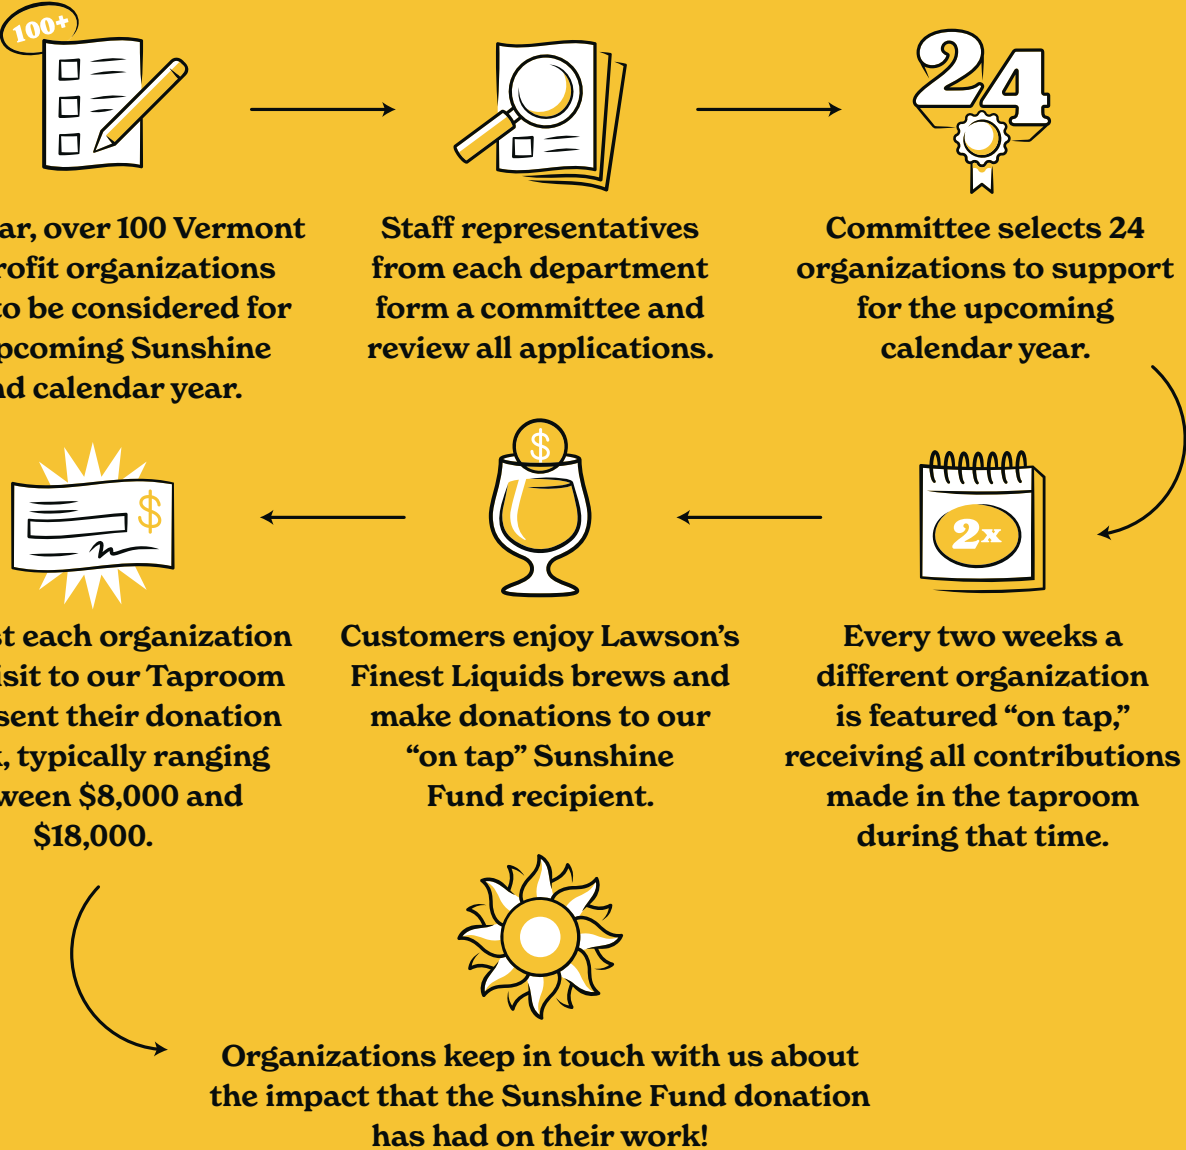 100+
ar, over 100 Vermont
rofit organizations
to be considered for
pcoming Sunshine
nd calendar year.
Staff representatives
from each department
form a committee and
review all applications.
24
Committee selects 24
organizations to support
for the upcoming
calendar year.
2x
Every two weeks a
different organization
is featured “on tap,”
receiving all contributions
made in the taproom
during that time.
$
Customers enjoy Lawson’s
Finest Liquids brews and
make donations to our
“on tap” Sunshine
Fund recipient.
$
st each organization
isit to our Taproom
sent their donation
, typically ranging
ween $8,000 and
$18,000.
Organizations keep in touch with us about
the impact that the Sunshine Fund donation
has had on their work!